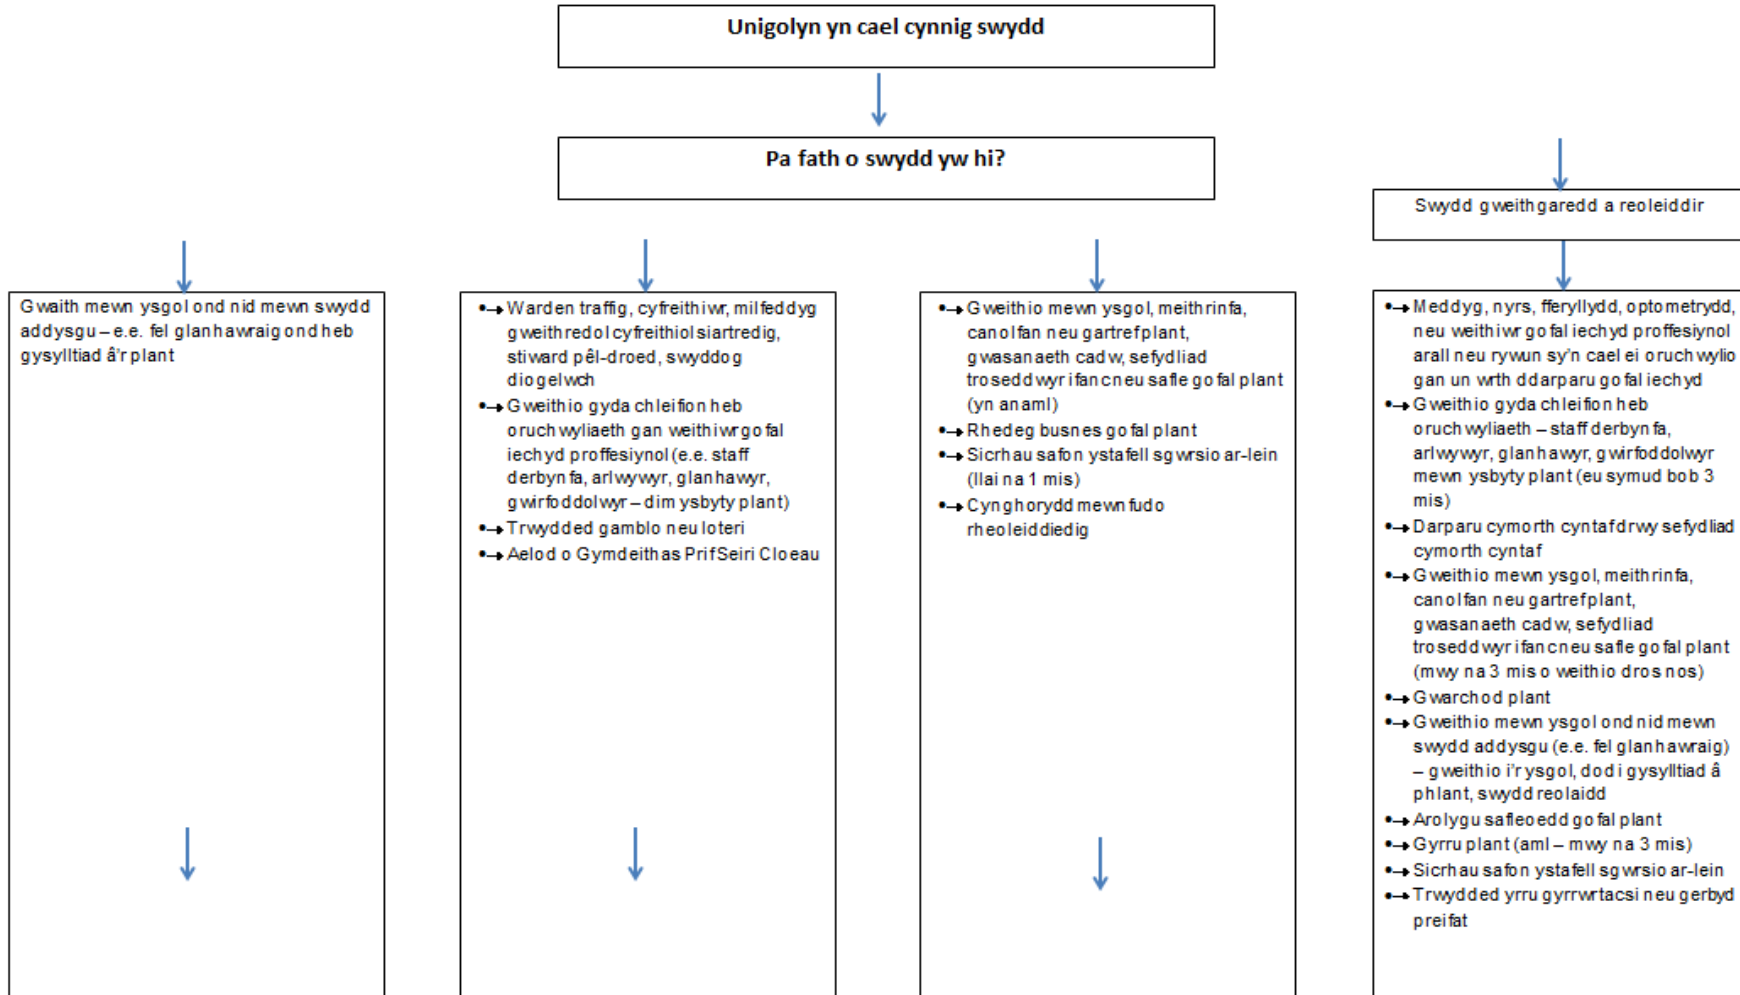 Unigolyn yn cael cynnig swydd
Pa fath o swydd yw hi?
Gwaith mewn ysgol ond nid mewn swydd
addysgu – e.e. fel glanhawraig ond heb
gysylltiad â'r plant
Warden traffig, cyfreithiwr, milfeddyg
gweithredol cyfreithiol siartredig,
stiward pêl-droed, swyddog
diogelwch
Gweithio gyda chleifion heb
oruchwyliaeth gan weithiwr gofal
iechyd proffesiynol (e.e. staff
derbynfa, arlwywyr, glanhawyr,
gwirfoddolwyr – dim ysbyty plant)
Trwydded gamblo neu loteri
Aelod o Gymdeithas Prif Seiri Cloeau
Gweithio mewn ysgol, meithrinfa,
canolfan neu gartref plant,
gwasanaeth cadw, sefydliad
troseddwyr ifanc neu safle gofal plant
(yn anaml)
Rhedeg busnes gofal plant
Sicrhau safon ystafell sgwrsio ar-lein
(llai na 1 mis)
Cynghorydd mewnfudo
rheoleiddiedig
Swydd gweithgaredd a reoleiddir
Meddyg, nyrs, fferyllydd, optometrydd,
neu weithiwr gofal iechyd proffesiynol
arall neu rywun sy'n cael ei oruchwylio
gan un wrth ddarparu gofal iechyd
Gweithio gyda chleifion heb
oruchwyliaeth – staff derbynfa,
arlwywyr, glanhawyr, gwirfoddolwyr
mewn ysbyty plant (eu symud bob 3
mis)
Darparu cymorth cyntaf drwy sefydliad
cymorth cyntaf
Gweithio mewn ysgol, meithrinfa,
canolfan neu gartref plant,
gwasanaeth cadw, sefydliad
troseddwyr ifanc neu safle gofal plant
(mwy na 3 mis o weithio dros nos)
Gwarchod plant
Gweithio mewn ysgol ond nid mewn
swydd addysgu (e.e. fel glanhawraig)
– gweithio i'r ysgol, dod i gysylltiad â
phlant, swydd reolaidd
Arolygu safleoedd gofal plant
Gyrru plant (aml – mwy na 3 mis)
Sicrhau safon ystafell sgwrsio ar-lein
Trwydded yrru gyrrwr tacsi neu gerbyd
preifat